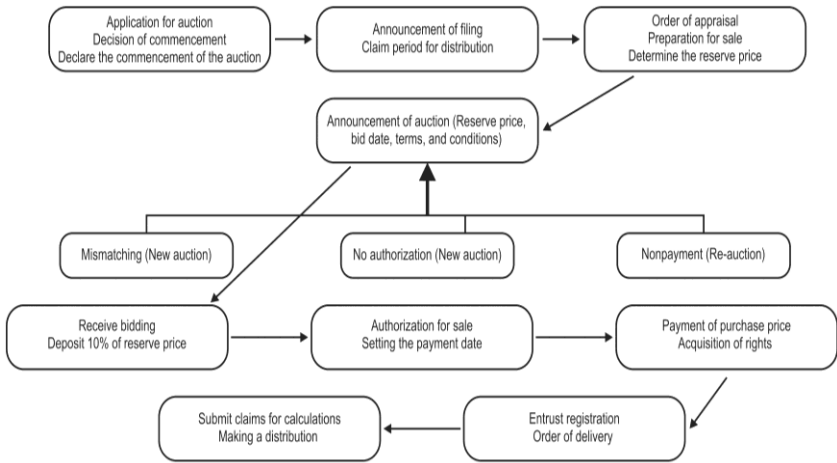 Application for auction
Decision of commencement
Declare the commencement of the auction
Announcement of filing
Claim period for distribution
Order of appraisal
Preparation for sale
Determine the reserve price
Announcement of auction (Reserve price,
bid date, terms, and conditions)
Mismatching (New auction)
No authorization (New auction)
Nonpayment (Re-auction)
Receive bidding
Deposit 10% of reserve price
Authorization for sale
Setting the payment date
Payment of purchase price
Acquisition of rights
Submit claims for calculations
Making a distribution
Entrust registration
Order of delivery